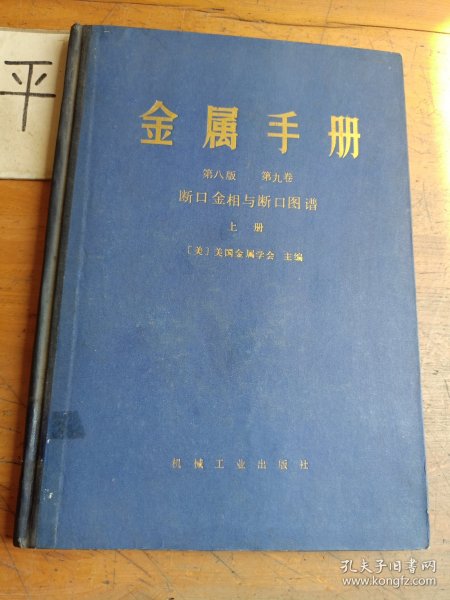 平
金属手册
第八版 第九卷
断口金相与断口图谱
上册
〔美〕美国金属学会 主编
机械工业出版社
孔夫子旧书网
www.kongfz.com